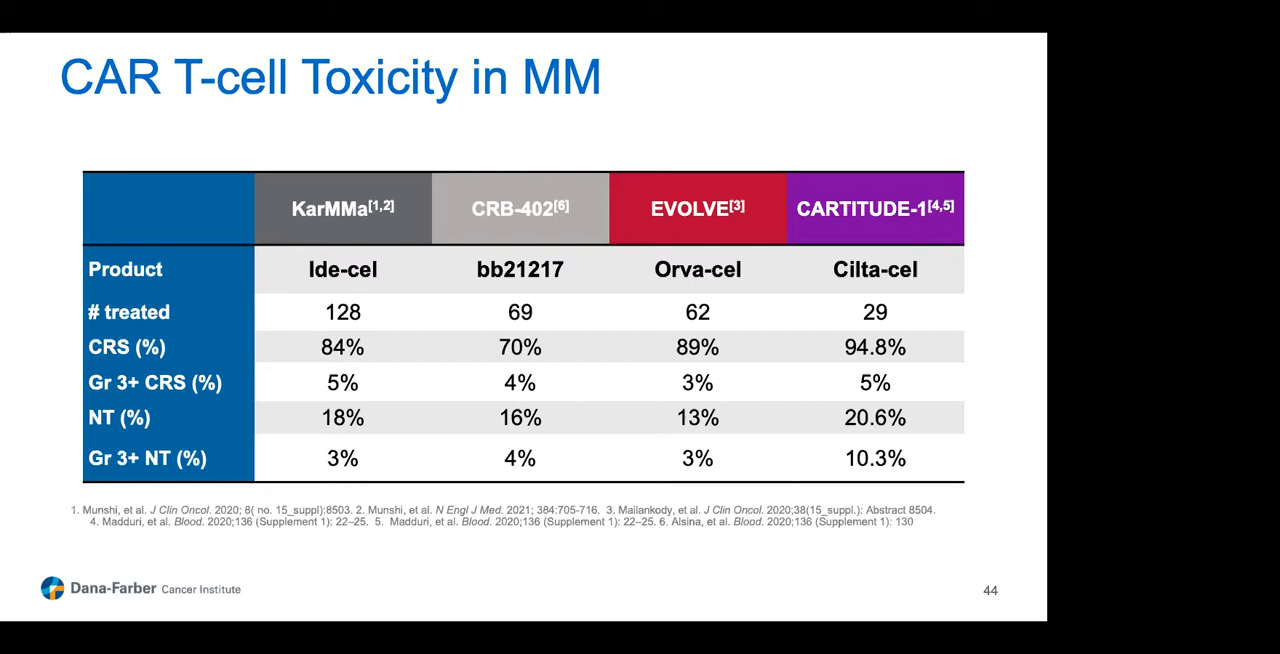 CAR T-cell Toxicity in MM
KarMMa[1,2] CRB-402[6] EVOLVE[3] CARTITUDE-1[4,5]
Product Ide-cel bb21217 Orva-cel Cilta-cel
# treated 128 69 62 29
CRS (%) 84% 70% 89% 94.8%
Gr 3+ CRS (%) 5% 4% 3% 5%
NT (%) 18% 16% 13% 20.6%
Gr 3+ NT (%) 3% 4% 3% 10.3%
1. Munshi, et al. J Clin Oncol. 2020; 8( no. 15_suppl):8503. 2. Munshi, et al. N Engl J Med. 2021; 384:705-716. 3. Mailankody, et al. J Clin Oncol. 2020;38(15_suppl.): Abstract 8504.
4. Madduri, et al. Blood. 2020;136 (Supplement 1): 22–25. 5. Madduri, et al. Blood. 2020;136 (Supplement 1): 22–25. 6. Alsina, et al. Blood. 2020;136 (Supplement 1): 130
Dana-Farber Cancer Institute
44